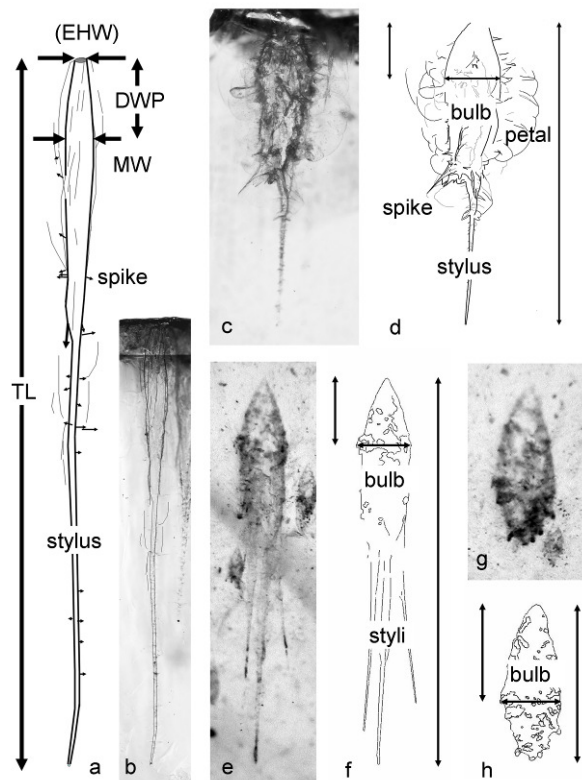 (EHW)
DWP
MW
spike
TL
stylus
a
b
c
bulb
petal
spike
stylus
d
e
bulb
styli
f
g
bulb
h